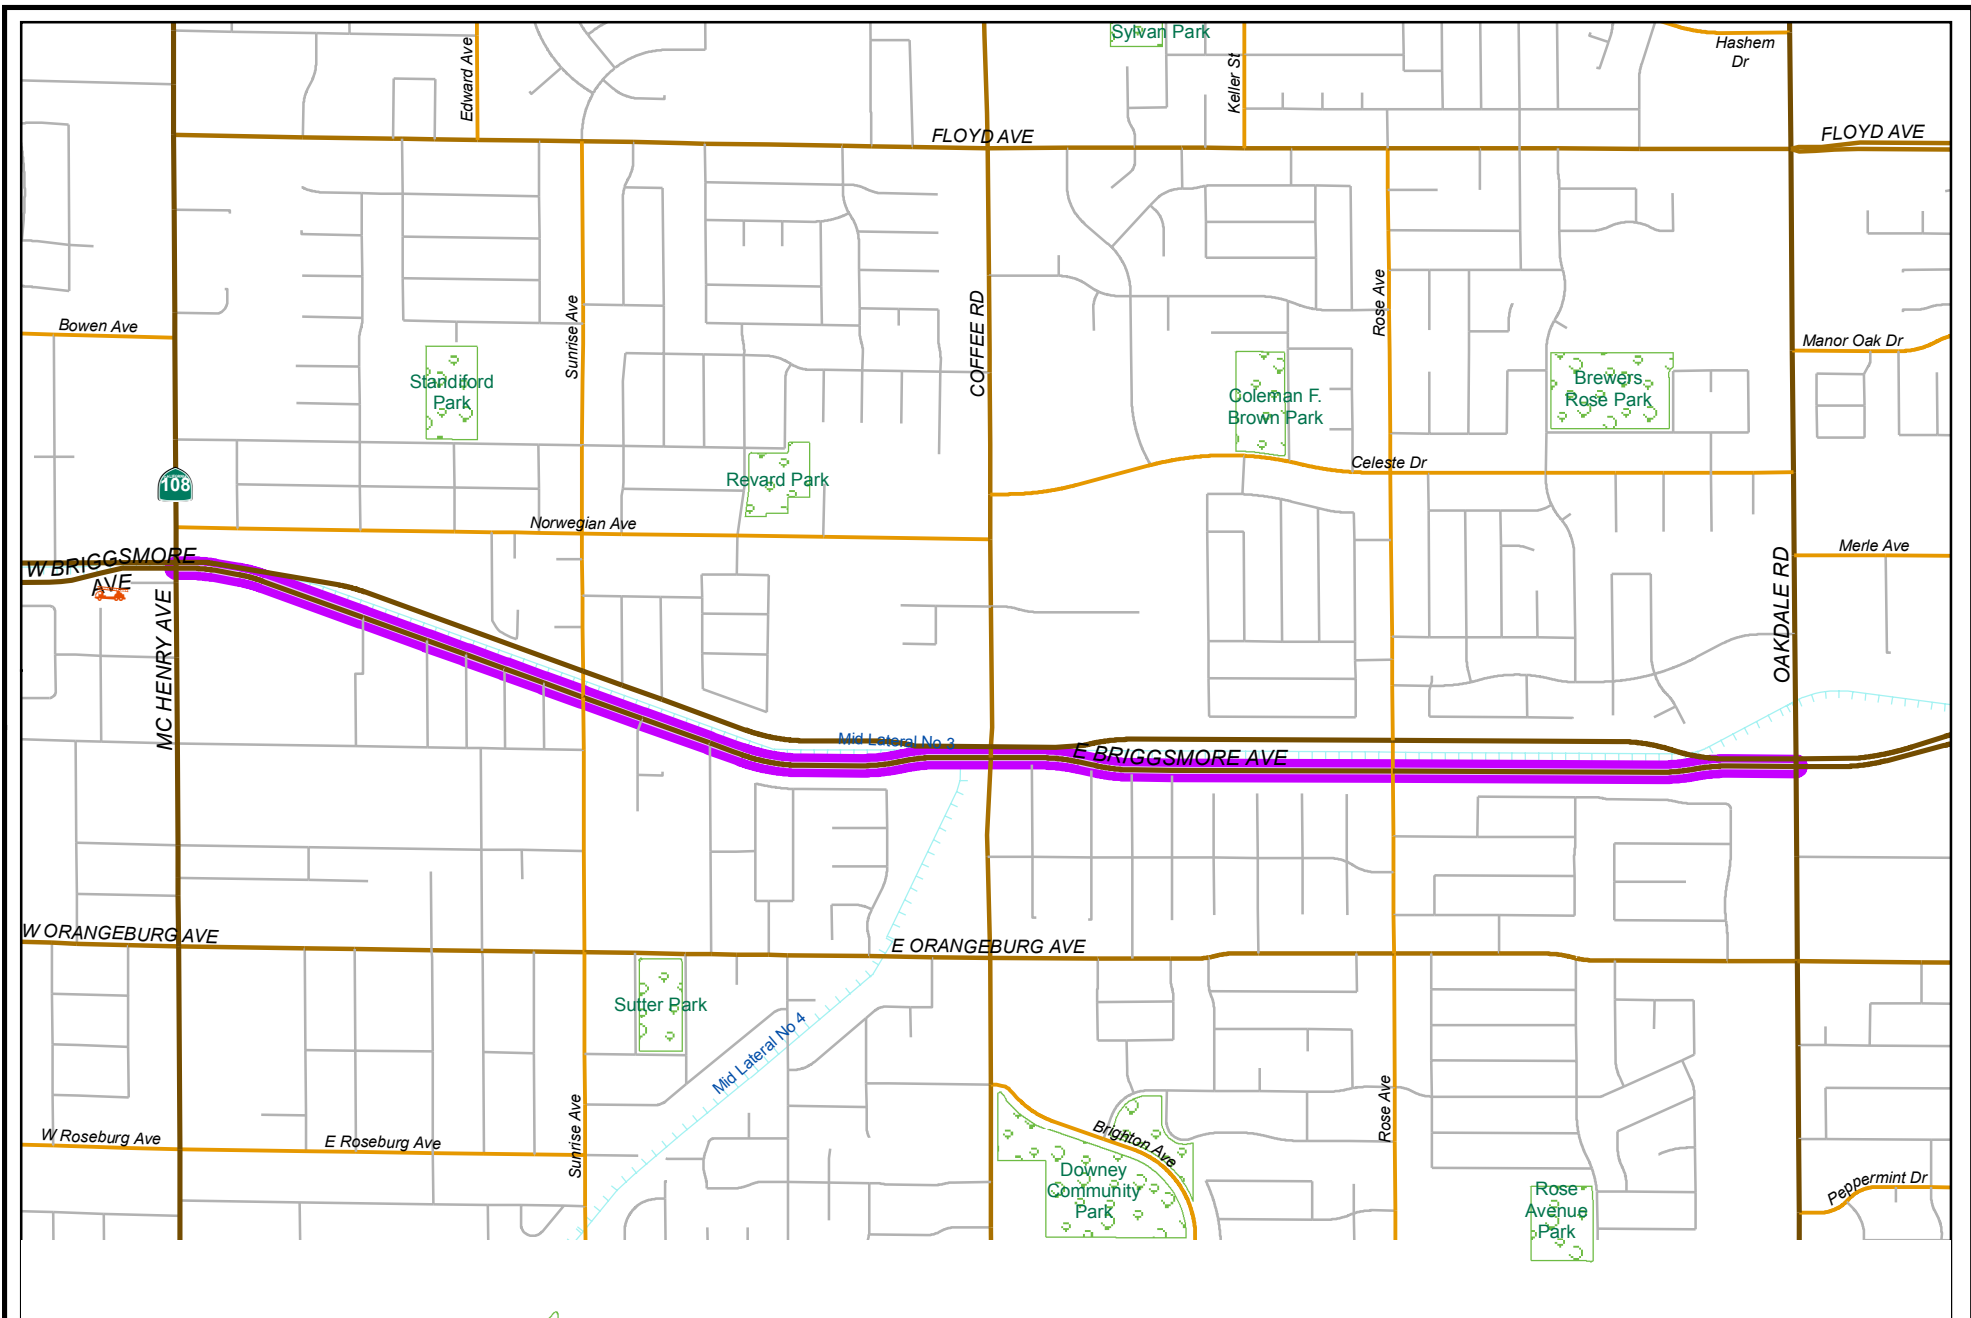 Sylvan Park
Hashem
Dr
Edward Ave
Keller St
FLOYD AVE
FLOYD AVE
Bowen Ave
Sunrise Ave
COFFEE RD
Rose Ave
Manor Oak Dr
Standiford
Park
Coleman F.
Brown Park
Brewers
Rose Park
Celeste Dr
Revard Park
108
Norwegian Ave
Merle Ave
W BRIGGSMORE
AVE
MC HENRY AVE
OAKDALE RD
Mid Lateral No 3
E BRIGGSMORE AVE
W ORANGEBURG AVE
E ORANGEBURG AVE
Sutter Park
Mid Lateral No 4
Sunrise Ave
Rose Ave
W Roseburg Ave
E Roseburg Ave
Brighton Ave
Downey
Community
Park
Peppermint Dr
Rose
Avenue
Park